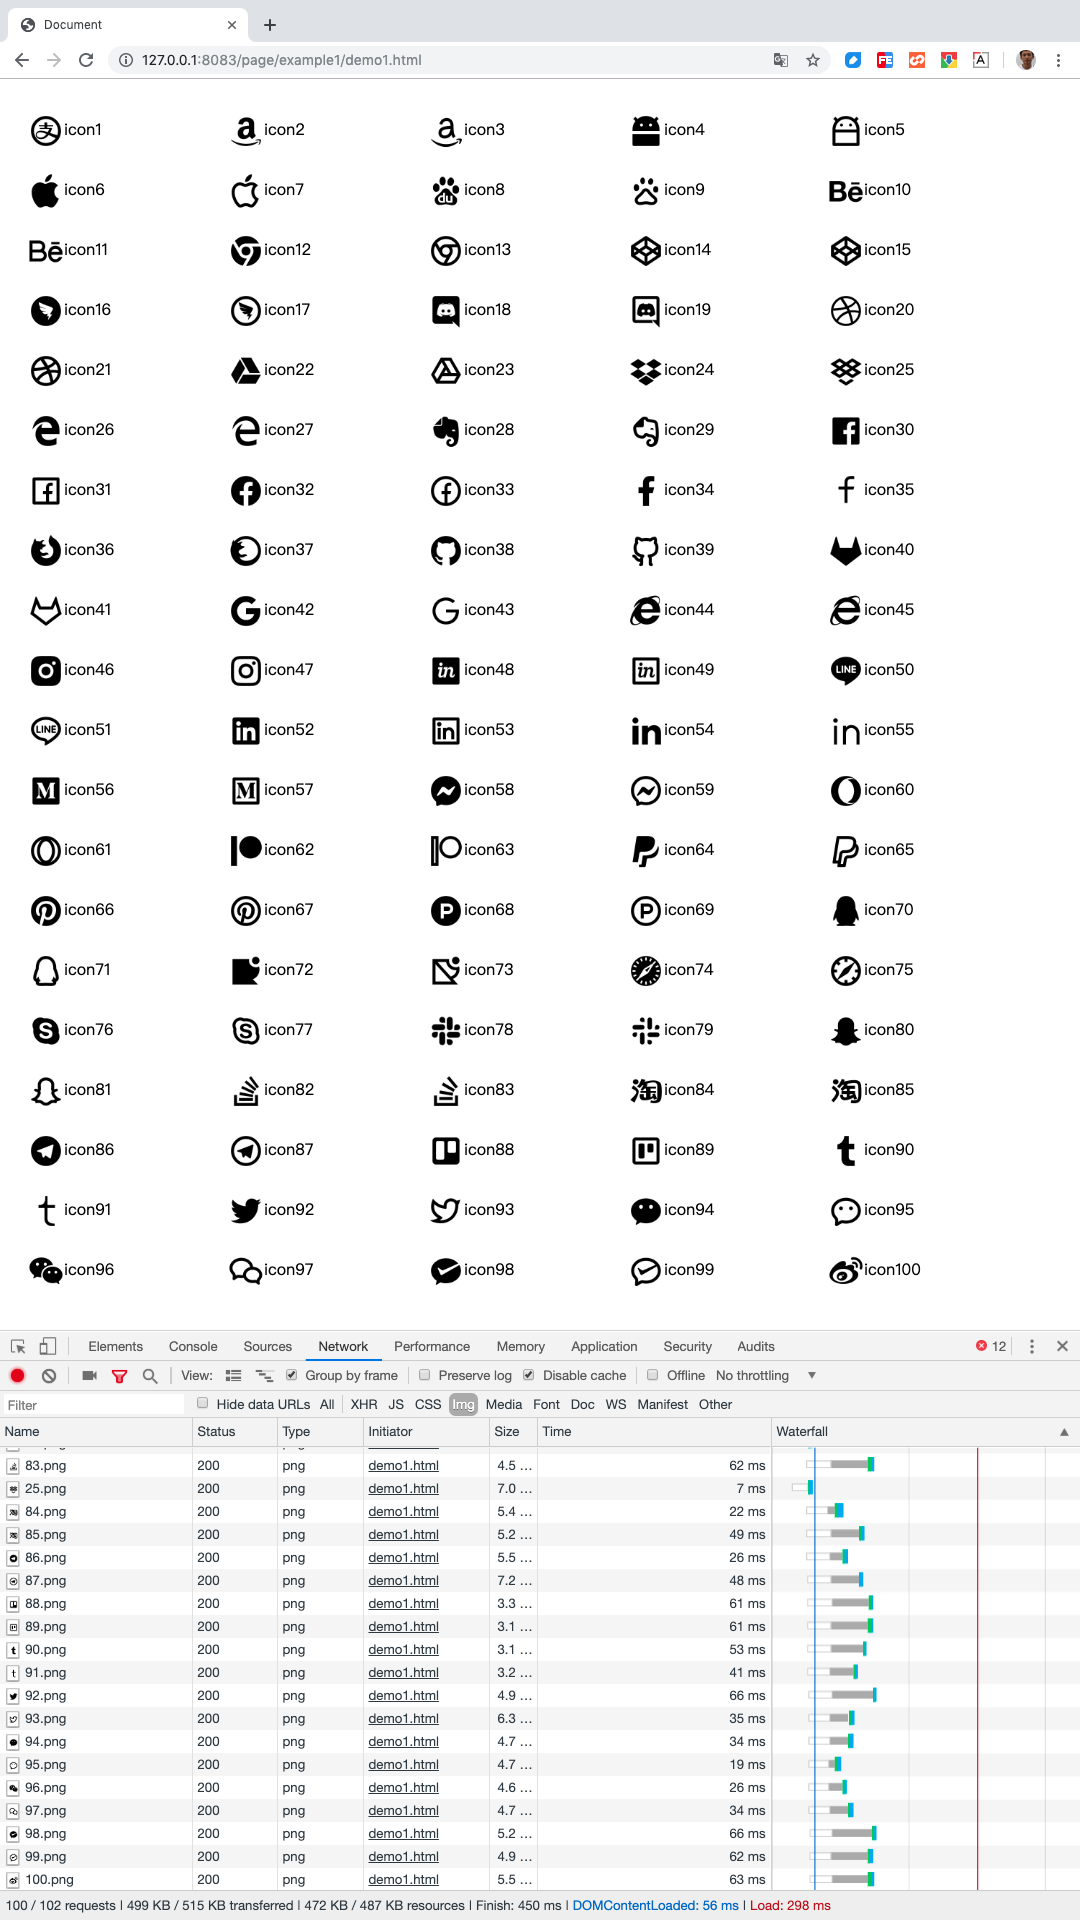 Document
127.0.0.1:8083/page/example1/demo1.html
icon1 icon2 icon3 icon4 icon5
icon6 icon7 icon8 icon9 icon10
icon11 icon12 icon13 icon14 icon15
icon16 icon17 icon18 icon19 icon20
icon21 icon22 icon23 icon24 icon25
icon26 icon27 icon28 icon29 icon30
icon31 icon32 icon33 icon34 icon35
icon36 icon37 icon38 icon39 icon40
icon41 icon42 icon43 icon44 icon45
icon46 icon47 icon48 icon49 LINE icon50
LINE icon51 icon52 icon53 icon54 icon55
icon56 icon57 icon58 icon59 icon60
icon61 icon62 icon63 icon64 icon65
icon66 icon67 icon68 icon69 icon70
icon71 icon72 icon73 icon74 icon75
icon76 icon77 icon78 icon79 icon80
icon81 icon82 icon83 淘 icon84 淘 icon85
icon86 icon87 icon88 icon89 icon90
icon91 icon92 icon93 icon94 icon95
icon96 icon97 icon98 icon99 icon100
Elements Console Sources Network Performance Memory Application Security Audits 12
View: Group by frame Preserve log Disable cache Offline No throttling
Filter Hide data URLs All XHR JS CSS Img Media Font Doc WS Manifest Other
Name Status Type Initiator Size Time Waterfall
83.png 200 png demo1.html 4.5 ... 62 ms
25.png 200 png demo1.html 7.0 ... 7 ms
84.png 200 png demo1.html 5.4 ... 22 ms
85.png 200 png demo1.html 5.2 ... 49 ms
86.png 200 png demo1.html 5.5 ... 26 ms
87.png 200 png demo1.html 7.2 ... 48 ms
88.png 200 png demo1.html 3.3 ... 61 ms
89.png 200 png demo1.html 3.1 ... 61 ms
90.png 200 png demo1.html 3.1 ... 53 ms
91.png 200 png demo1.html 3.2 ... 41 ms
92.png 200 png demo1.html 4.9 ... 66 ms
93.png 200 png demo1.html 6.3 ... 35 ms
94.png 200 png demo1.html 4.7 ... 34 ms
95.png 200 png demo1.html 4.7 ... 19 ms
96.png 200 png demo1.html 4.6 ... 26 ms
97.png 200 png demo1.html 4.7 ... 34 ms
98.png 200 png demo1.html 5.2 ... 66 ms
99.png 200 png demo1.html 4.9 ... 62 ms
100.png 200 png demo1.html 5.5 ... 63 ms
100 / 102 requests | 499 KB / 515 KB transferred | 472 KB / 487 KB resources | Finish: 450 ms | DOMContentLoaded: 56 ms | Load: 298 ms